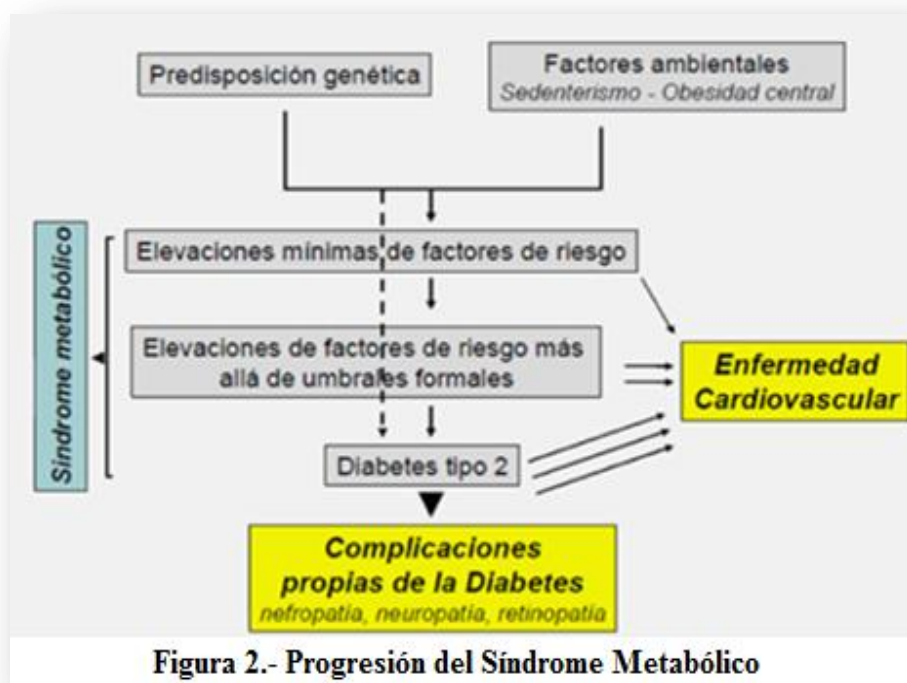 Predisposición genética
Factores ambientales
Sedenterismo - Obesidad central
Síndrome metabólico
Elevaciones mínimas de factores de riesgo
Elevaciones de factores de riesgo más
allá de umbrales formales
Enfermedad
Cardiovascular
Diabetes tipo 2
Complicaciones
propias de la Diabetes
nefropatía, neuropatía, retinopatía
Figura 2.- Progresión del Síndrome Metabólico